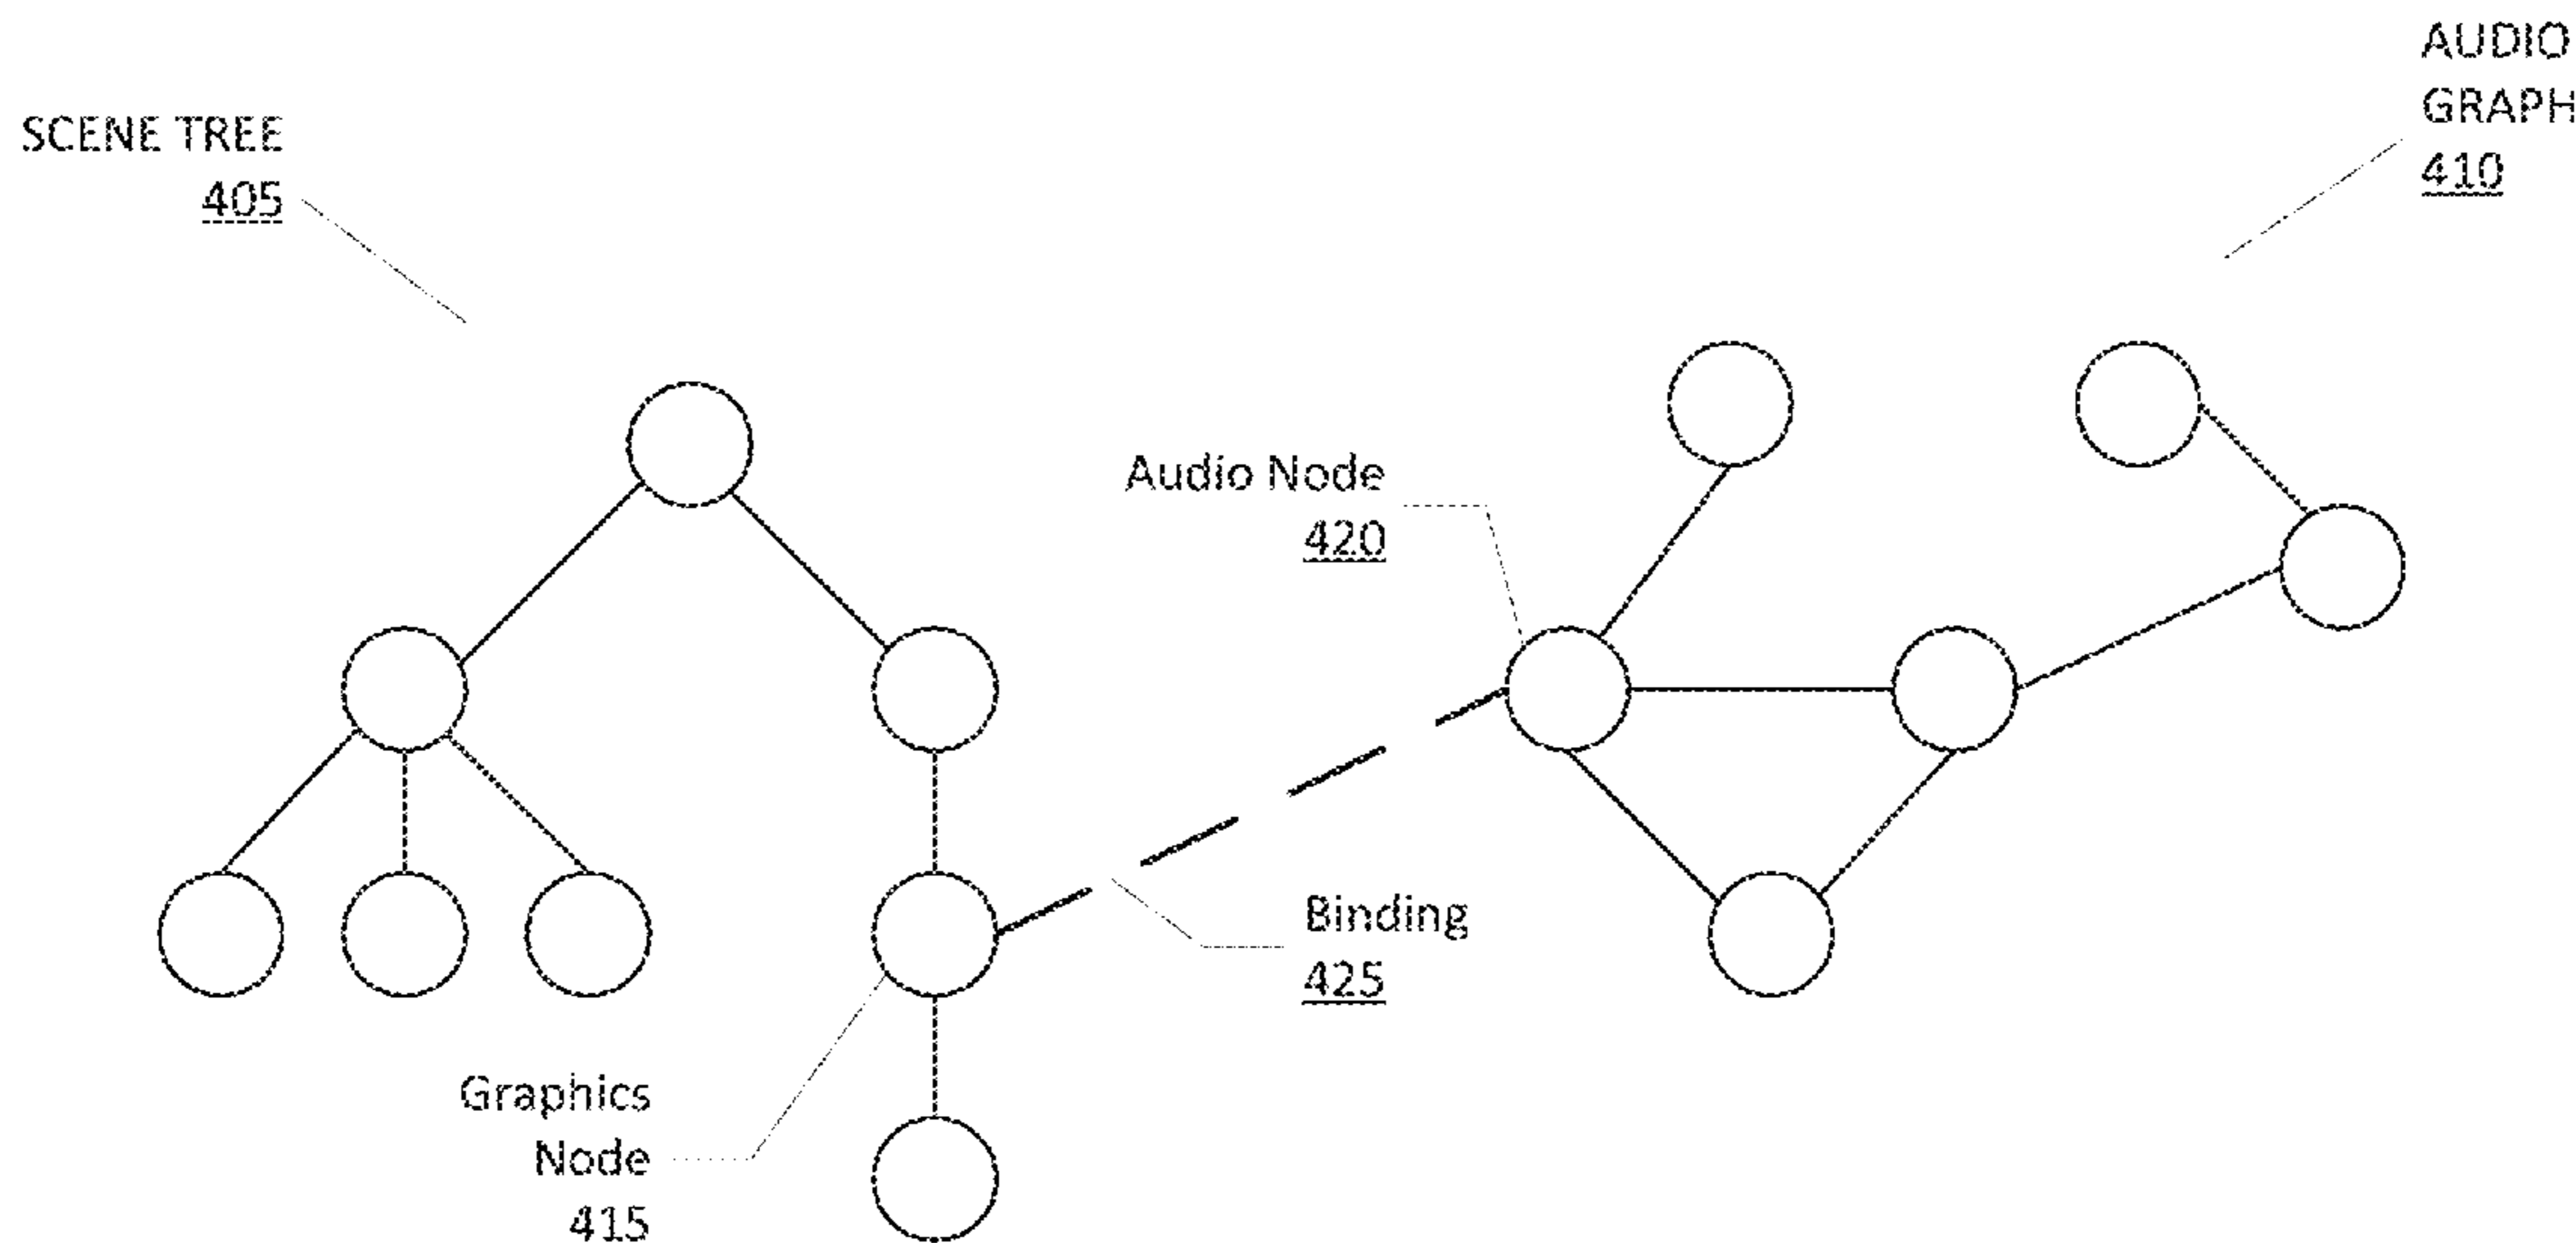 SCENE TREE
405
AUDIO
GRAPH
410
Audio Node
420
Binding
425
Graphics
Node
415